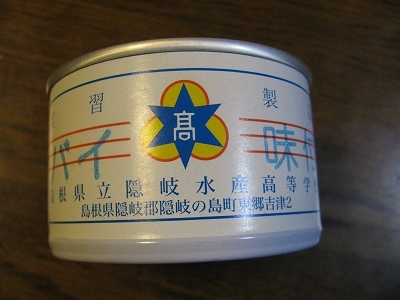 習 製
バイ 高 味
島根県立隠岐水産高等学
島根県隠岐郡隠岐の島町東郷吉津2